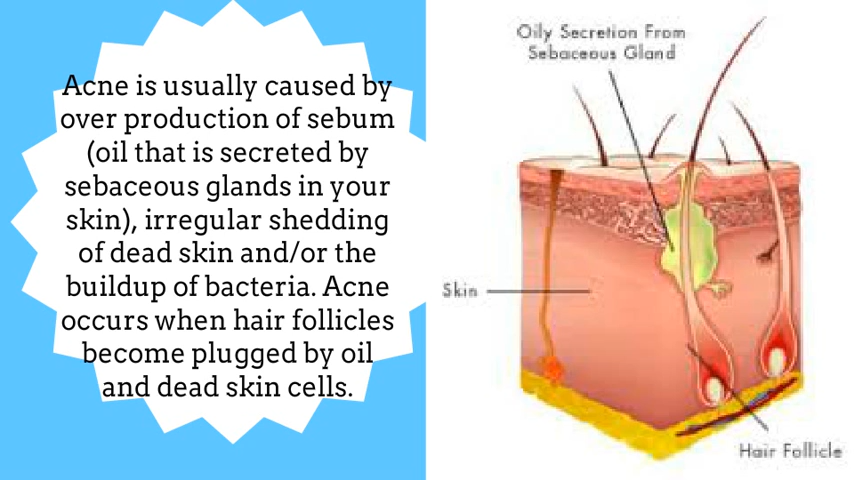 Acne is usually caused by
over production of sebum
(oil that is secreted by
sebaceous glands in your
skin), irregular shedding
of dead skin and/or the
buildup of bacteria. Acne
occurs when hair follicles
become plugged by oil
and dead skin cells.
Oily Secretion From
Sebaceous Gland
Skin
Hair Follicle